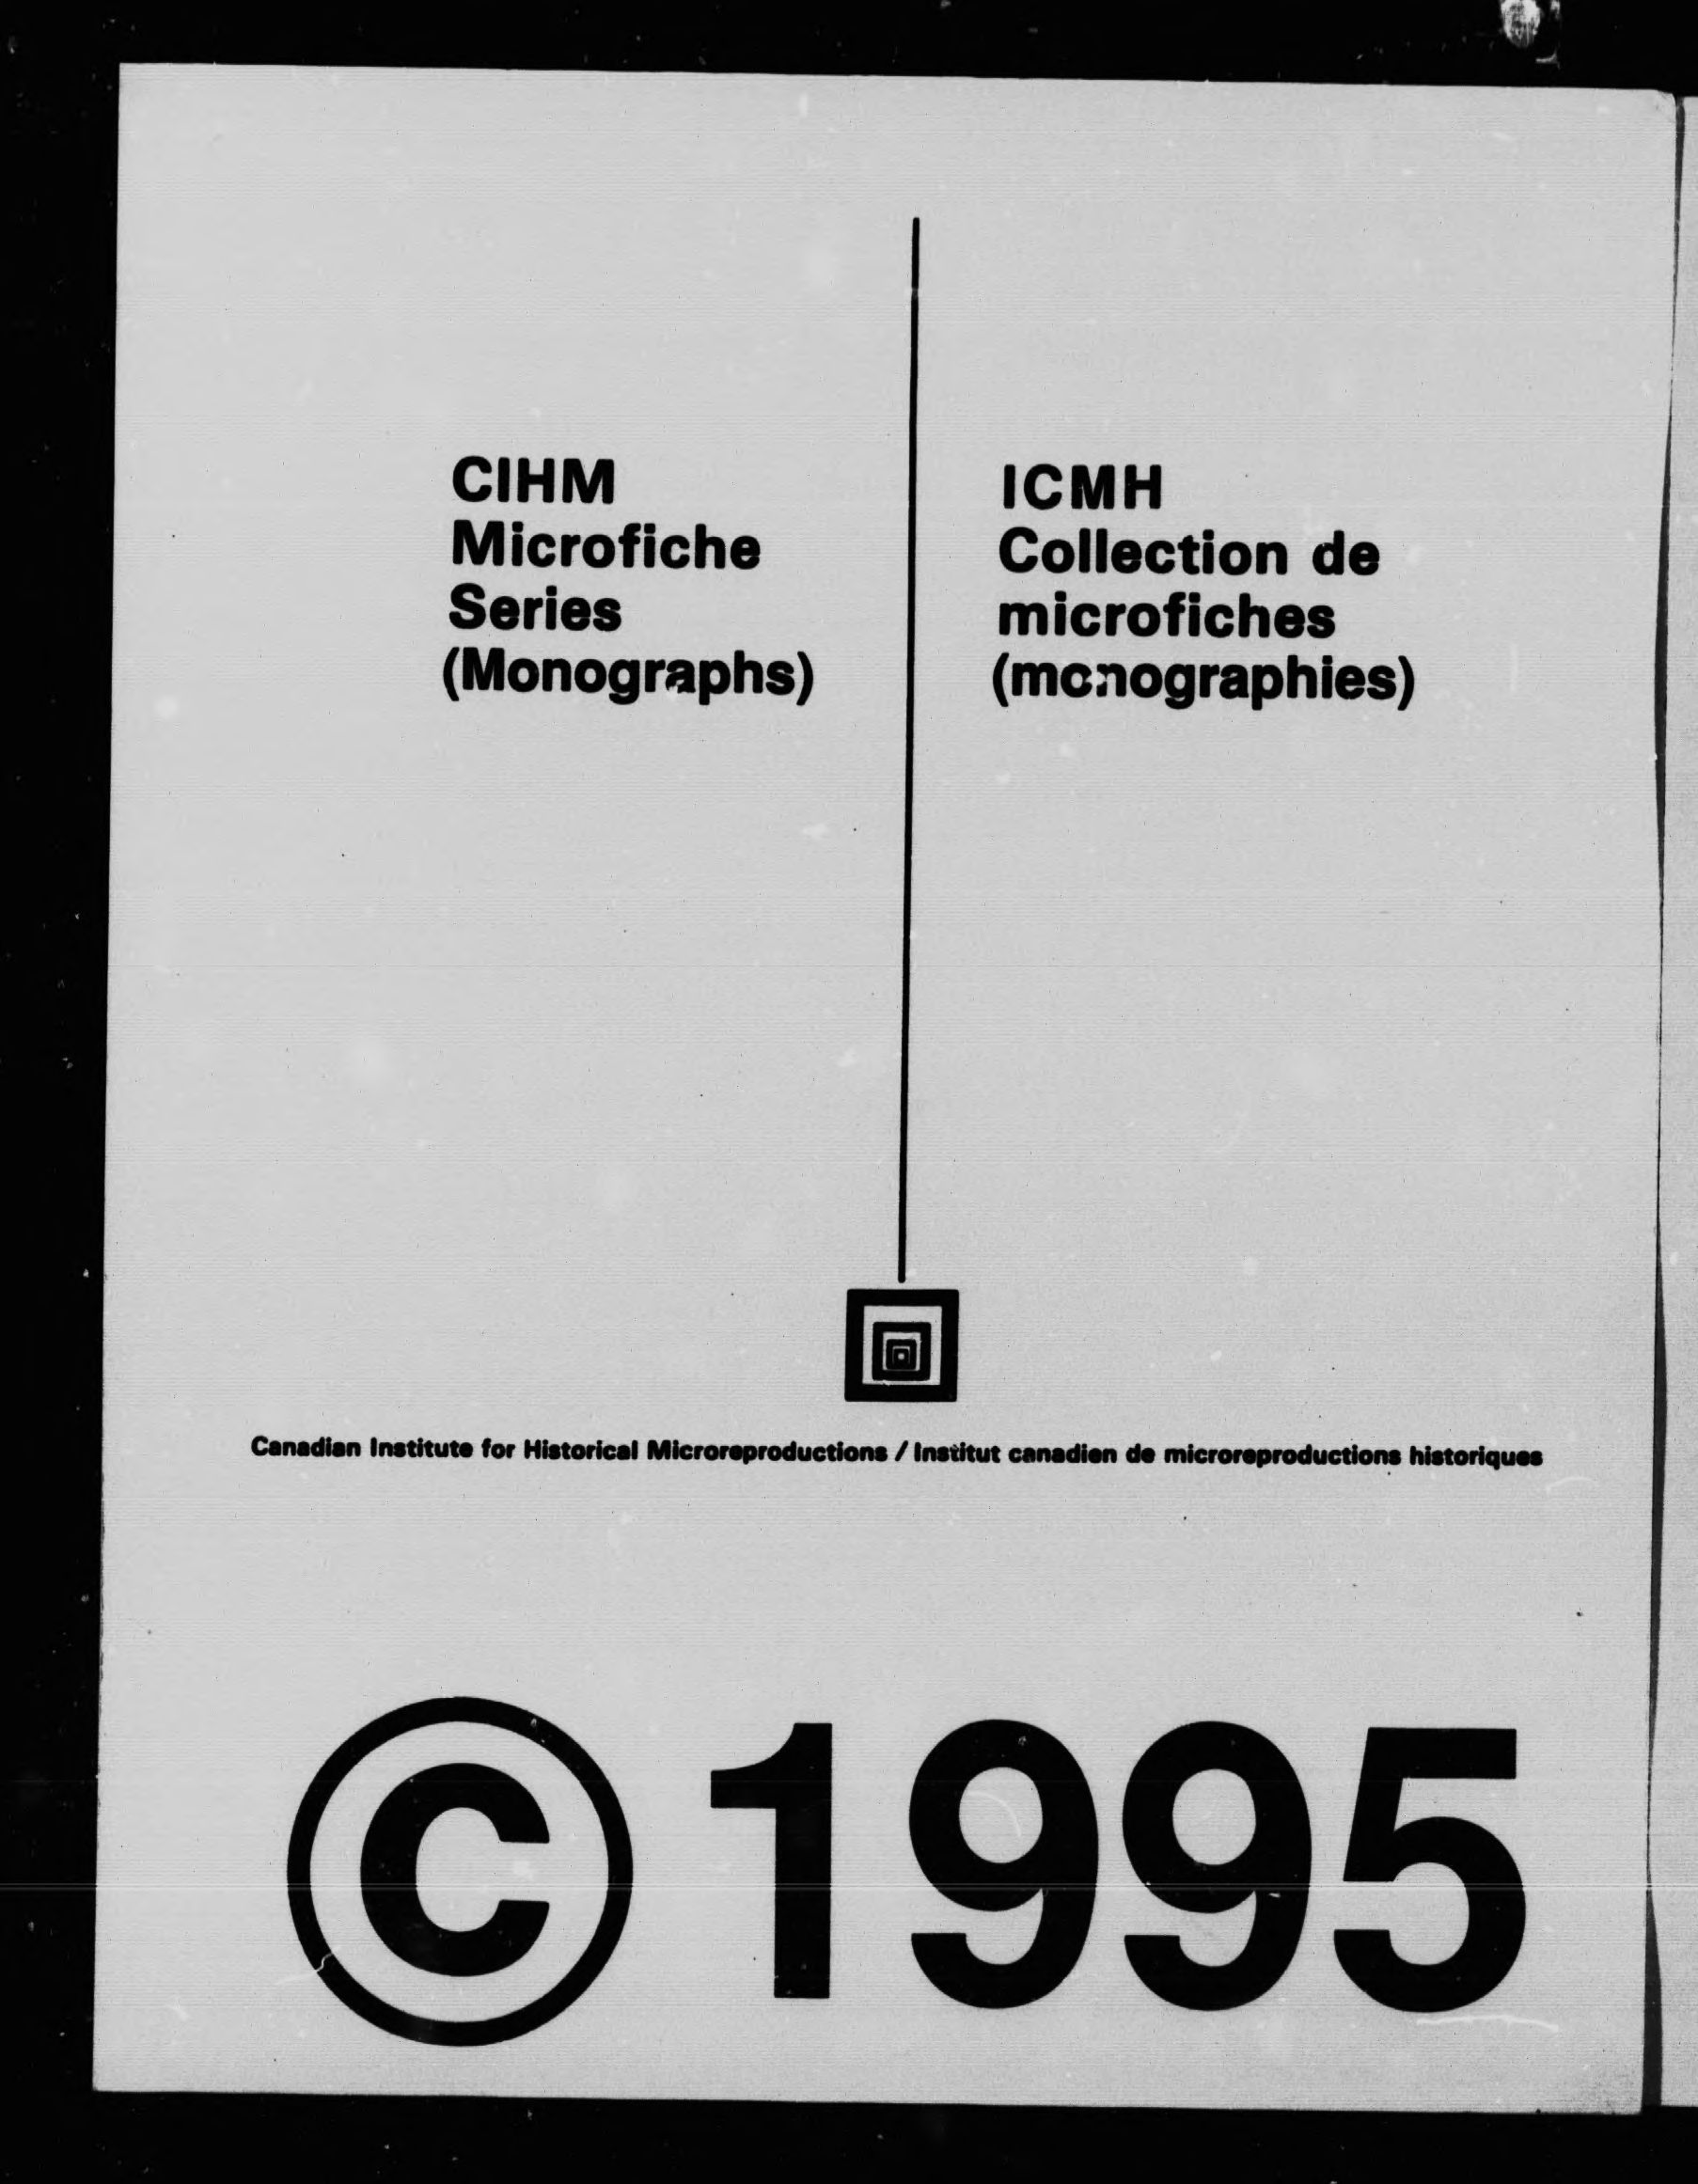 CIHM
Microfiche
Series
(Monographs)
ICMH
Collection de
microfiches
(monographies)
Canadian Institute for Historical Microreproductions / Institut canadien de microreproductions historiques
©1995